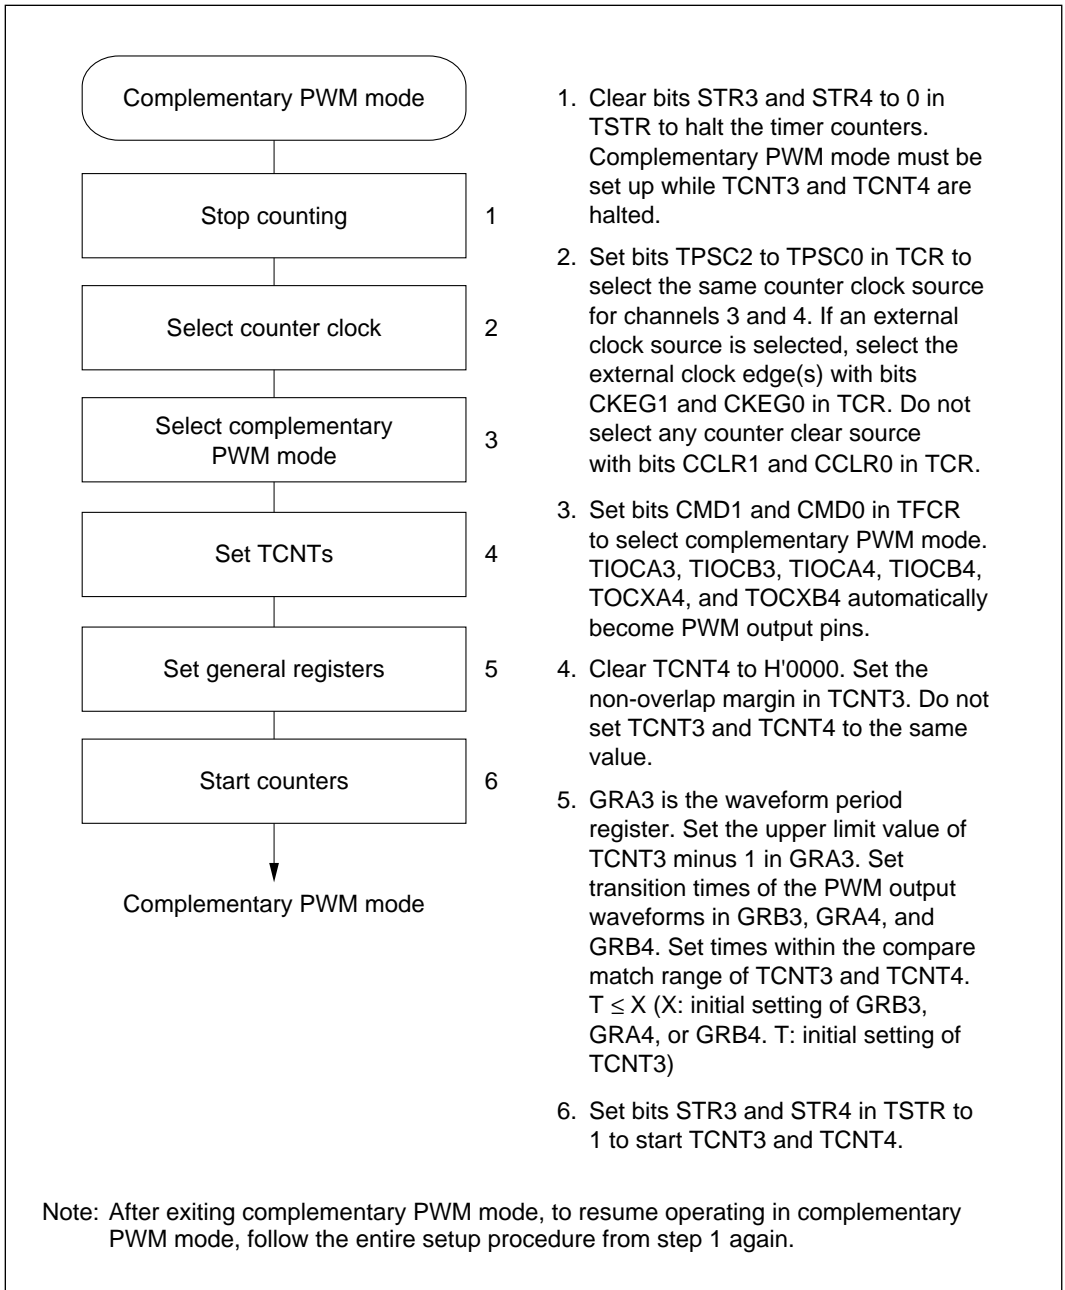 Complementary PWM mode
Stop counting
1
Select counter clock
2
Select complementary
PWM mode
3
Set TCNTs
4
Set general registers
5
Start counters
6
Complementary PWM mode
1. Clear bits STR3 and STR4 to 0 in
TSTR to halt the timer counters.
Complementary PWM mode must be
set up while TCNT3 and TCNT4 are
halted.
2. Set bits TPSC2 to TPSC0 in TCR to
select the same counter clock source
for channels 3 and 4. If an external
clock source is selected, select the
external clock edge(s) with bits
CKEG1 and CKEG0 in TCR. Do not
select any counter clear source
with bits CCLR1 and CCLR0 in TCR.
3. Set bits CMD1 and CMD0 in TFCR
to select complementary PWM mode.
TIOCA3, TIOCB3, TIOCA4, TIOCB4,
TOCXA4, and TOCXB4 automatically
become PWM output pins.
4. Clear TCNT4 to H'0000. Set the
non-overlap margin in TCNT3. Do not
set TCNT3 and TCNT4 to the same
value.
5. GRA3 is the waveform period
register. Set the upper limit value of
TCNT3 minus 1 in GRA3. Set
transition times of the PWM output
waveforms in GRB3, GRA4, and
GRB4. Set times within the compare
match range of TCNT3 and TCNT4.
T ≤ X (X: initial setting of GRB3,
GRA4, or GRB4. T: initial setting of
TCNT3)
6. Set bits STR3 and STR4 in TSTR to
1 to start TCNT3 and TCNT4.
Note: After exiting complementary PWM mode, to resume operating in complementary
PWM mode, follow the entire setup procedure from step 1 again.